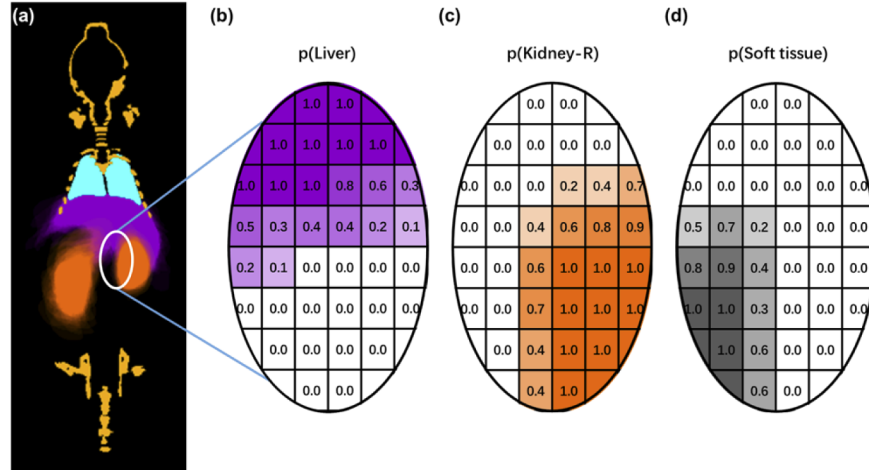 (a)
(b)
p(Liver)
1.0 1.0
1.0 1.0 1.0 1.0
1.0 1.0 1.0 0.8 0.6 0.3
0.5 0.3 0.4 0.4 0.2 0.1
0.2 0.1 0.0 0.0 0.0 0.0
0.0 0.0 0.0 0.0 0.0 0.0
0.0 0.0 0.0 0.0
0.0 0.0
(c)
p(Kidney-R)
0.0 0.0
0.0 0.0 0.0 0.0
0.0 0.0 0.0 0.2 0.4 0.7
0.0 0.0 0.4 0.6 0.8 0.9
0.0 0.0 0.6 1.0 1.0 1.0
0.0 0.0 0.7 1.0 1.0 1.0
0.0 0.4 1.0 1.0
0.4 1.0
(d)
p(Soft tissue)
0.0 0.0
0.0 0.0 0.0 0.0
0.0 0.0 0.0 0.0 0.0 0.0
0.5 0.7 0.2 0.0 0.0 0.0
0.8 0.9 0.4 0.0 0.0 0.0
1.0 1.0 0.3 0.0 0.0 0.0
1.0 0.6 0.0 0.0
0.6 0.0